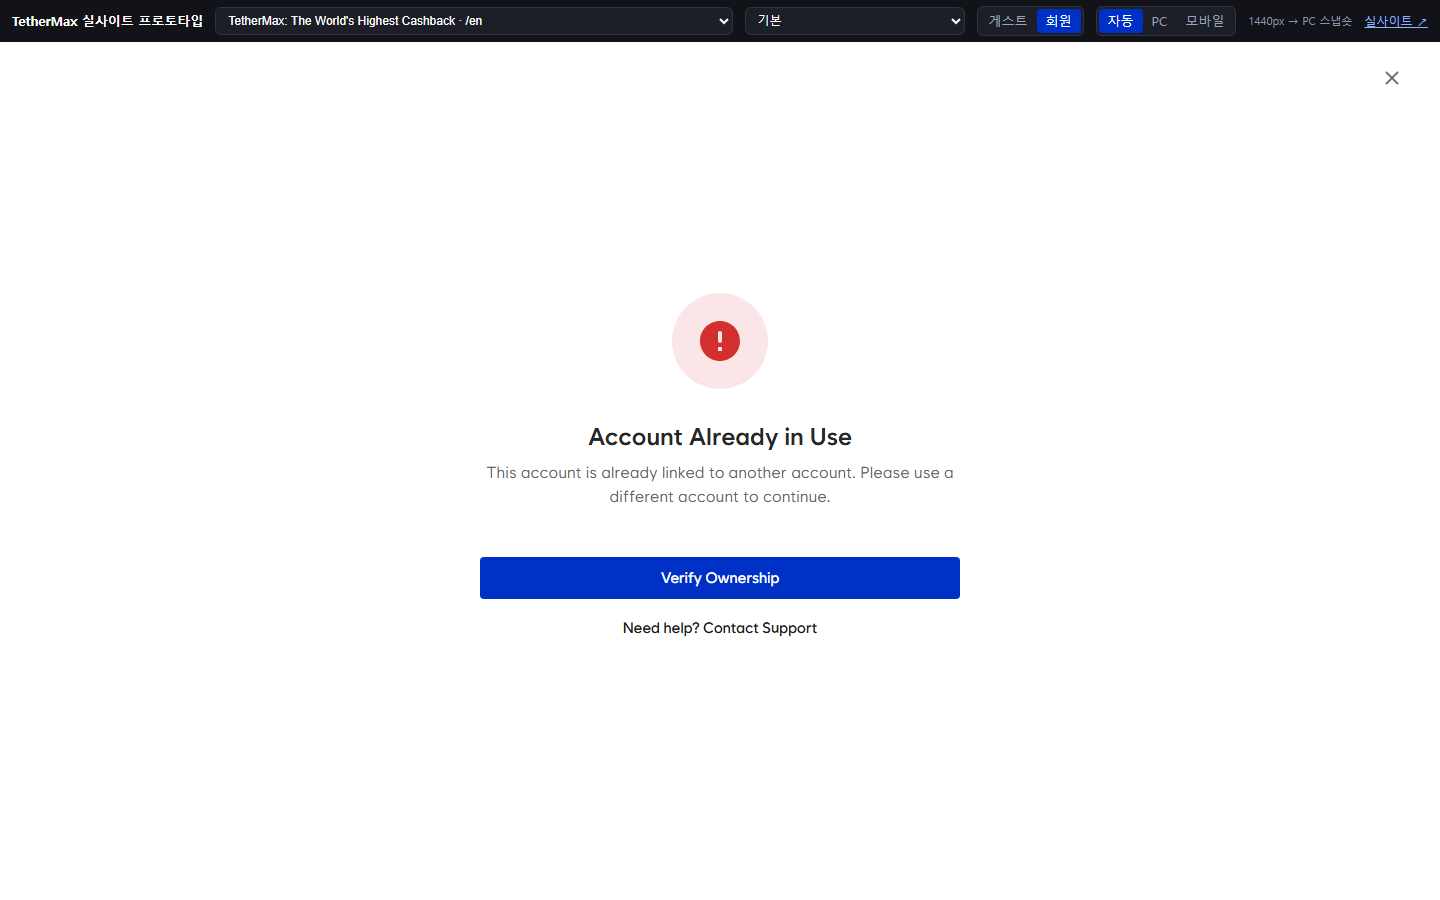 TetherMax 실사이트 프로토타입
TetherMax: The World's Highest Cashback · /en
기본
게스트 회원
자동 PC 모바일
1440px → PC 스냅숏
실사이트 ↗
Account Already in Use
This account is already linked to another account. Please use a
different account to continue.
Verify Ownership
Need help? Contact Support